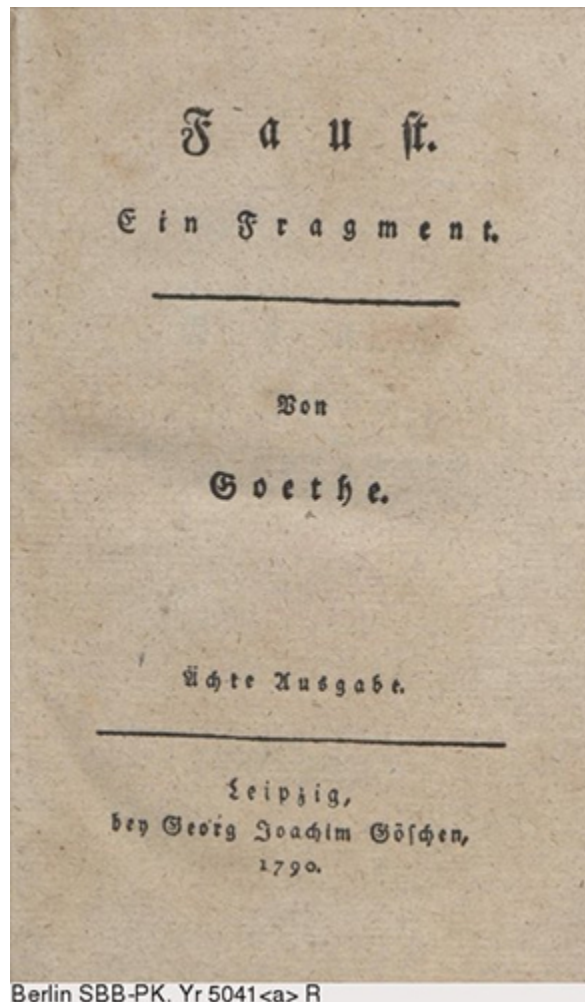 Fauſt.
Ein Fragment.
Von
Goethe.
Ächte Ausgabe.
Leipzig,
bey Georg Joachim Göſchen,
1790.
Berlin SBB-PK, Yr 5041<a> R